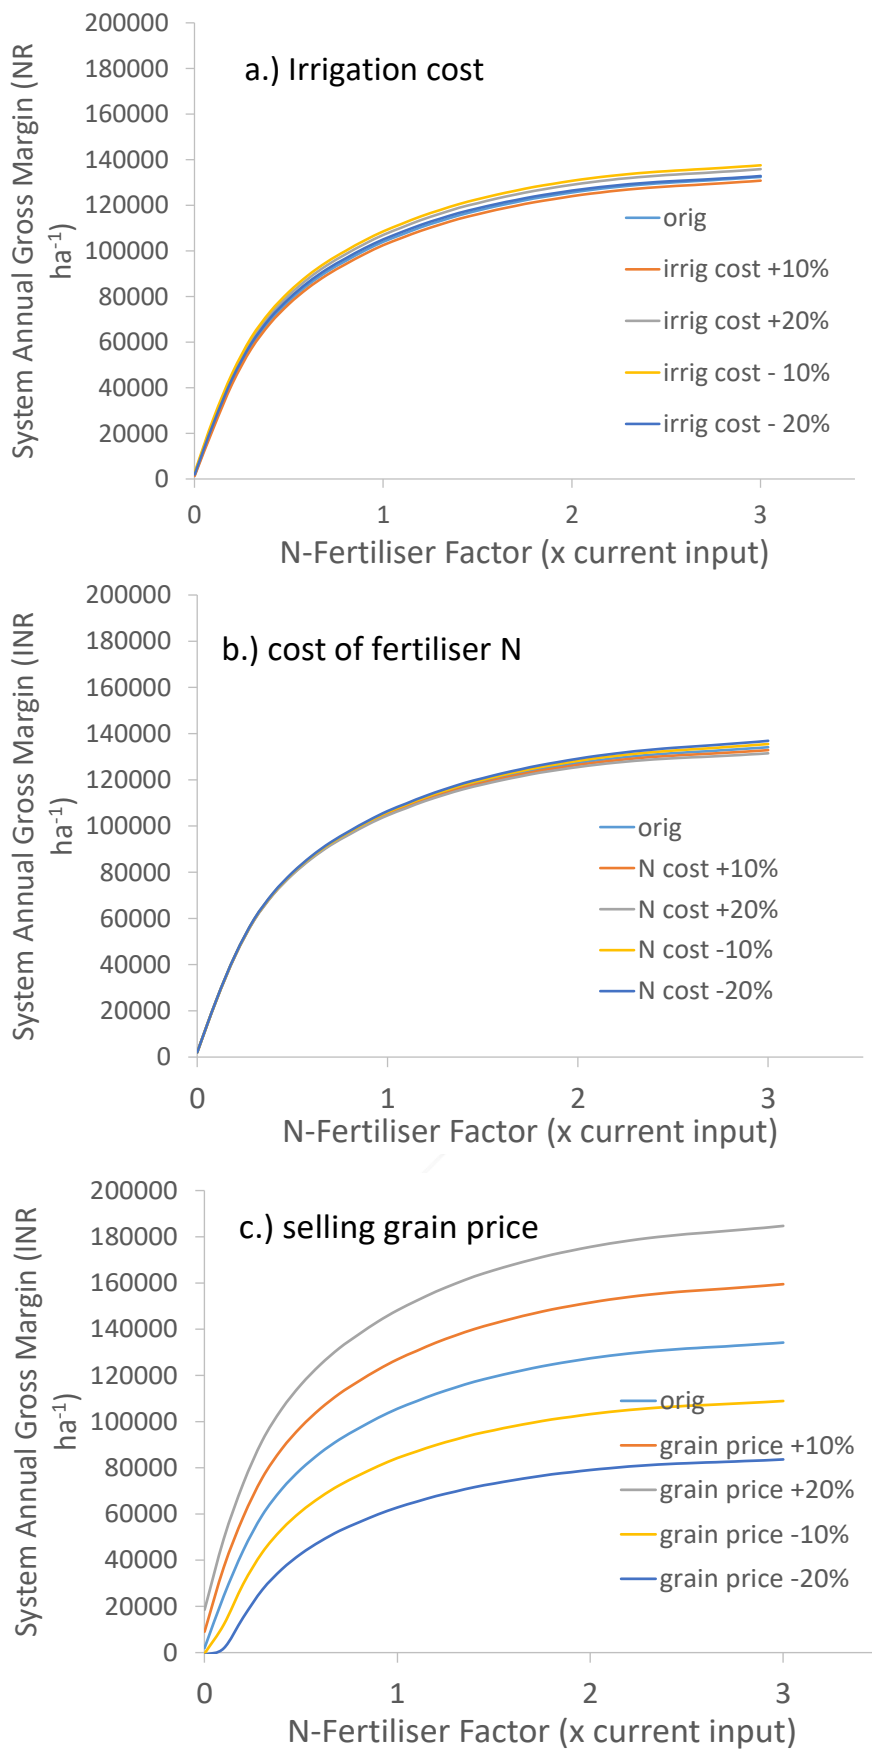 200000
180000
160000
140000
120000
100000
80000
60000
40000
20000
0
System Annual Gross Margin (NR
ha-1)
a.) Irrigation cost
orig
irrig cost +10%
irrig cost +20%
irrig cost - 10%
irrig cost - 20%
0 1 2 3
N-Fertiliser Factor (x current input)
200000
180000
160000
140000
120000
100000
80000
60000
40000
20000
0
System Annual Gross Margin (INR
ha-1)
b.) cost of fertiliser N
orig
N cost +10%
N cost +20%
N cost -10%
N cost -20%
0 1 2 3
N-Fertiliser Factor (x current input)
200000
180000
160000
140000
120000
100000
80000
60000
40000
20000
0
System Annual Gross Margin (INR
ha-1)
c.) selling grain price
orig
grain price +10%
grain price +20%
grain price -10%
grain price -20%
0 1 2 3
N-Fertiliser Factor (x current input)